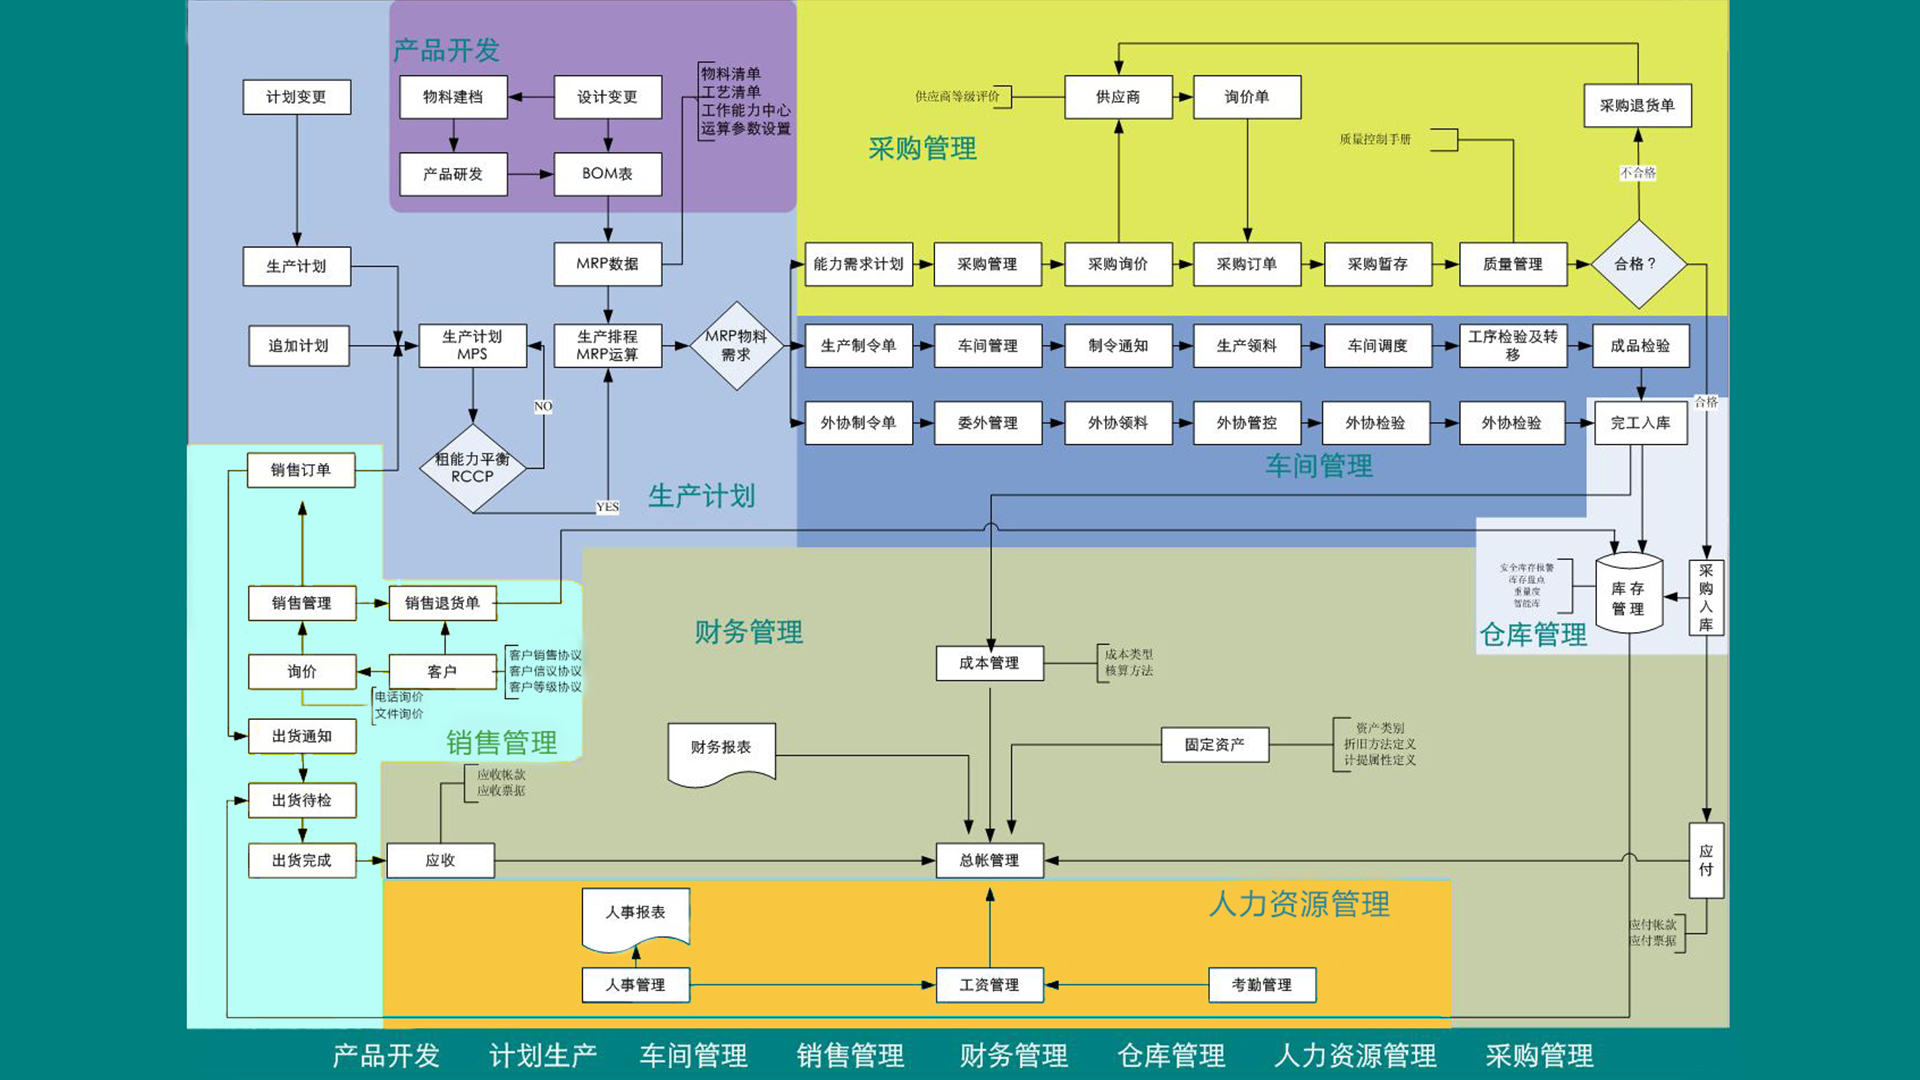 产品开发
计划变更
物料建档
设计变更
物料清单
工艺清单
工作能力中心
运算参数设置
产品研发
BOM表
供应商等级评价
供应商
询价单
采购退货单
采购管理
质量控制手册
不合格
生产计划
MRP数据
能力需求计划
采购管理
采购询价
采购订单
采购暂存
质量管理
合格？
追加计划
生产计划
MPS
生产排程
MRP运算
MRP物料
需求
生产制令单
车间管理
制令通知
生产领料
车间调度
工序检验及转
移
成品检验
NO
合格
外协制令单
委外管理
外协领料
外协管控
外协检验
外协检验
完工入库
销售订单
粗能力平衡
RCCP
车间管理
生产计划
YES
安全库存报警
库存盘点
重量度
智能库
库存
管理
采
购
入
库
仓库管理
销售管理
销售退货单
财务管理
询价
客户
客户销售协议
客户信议协议
客户等级协议
成本管理
成本类型
核算方法
电话询价
文件询价
出货通知
销售管理
财务报表
固定资产
资产类别
折旧方法定义
计提属性定义
应收帐款
应收票据
出货待检
出货完成
应收
总帐管理
应
付
人事报表
人力资源管理
应付帐款
应付票据
人事管理
工资管理
考勤管理
产品开发 计划生产 车间管理 销售管理 财务管理 仓库管理 人力资源管理 采购管理